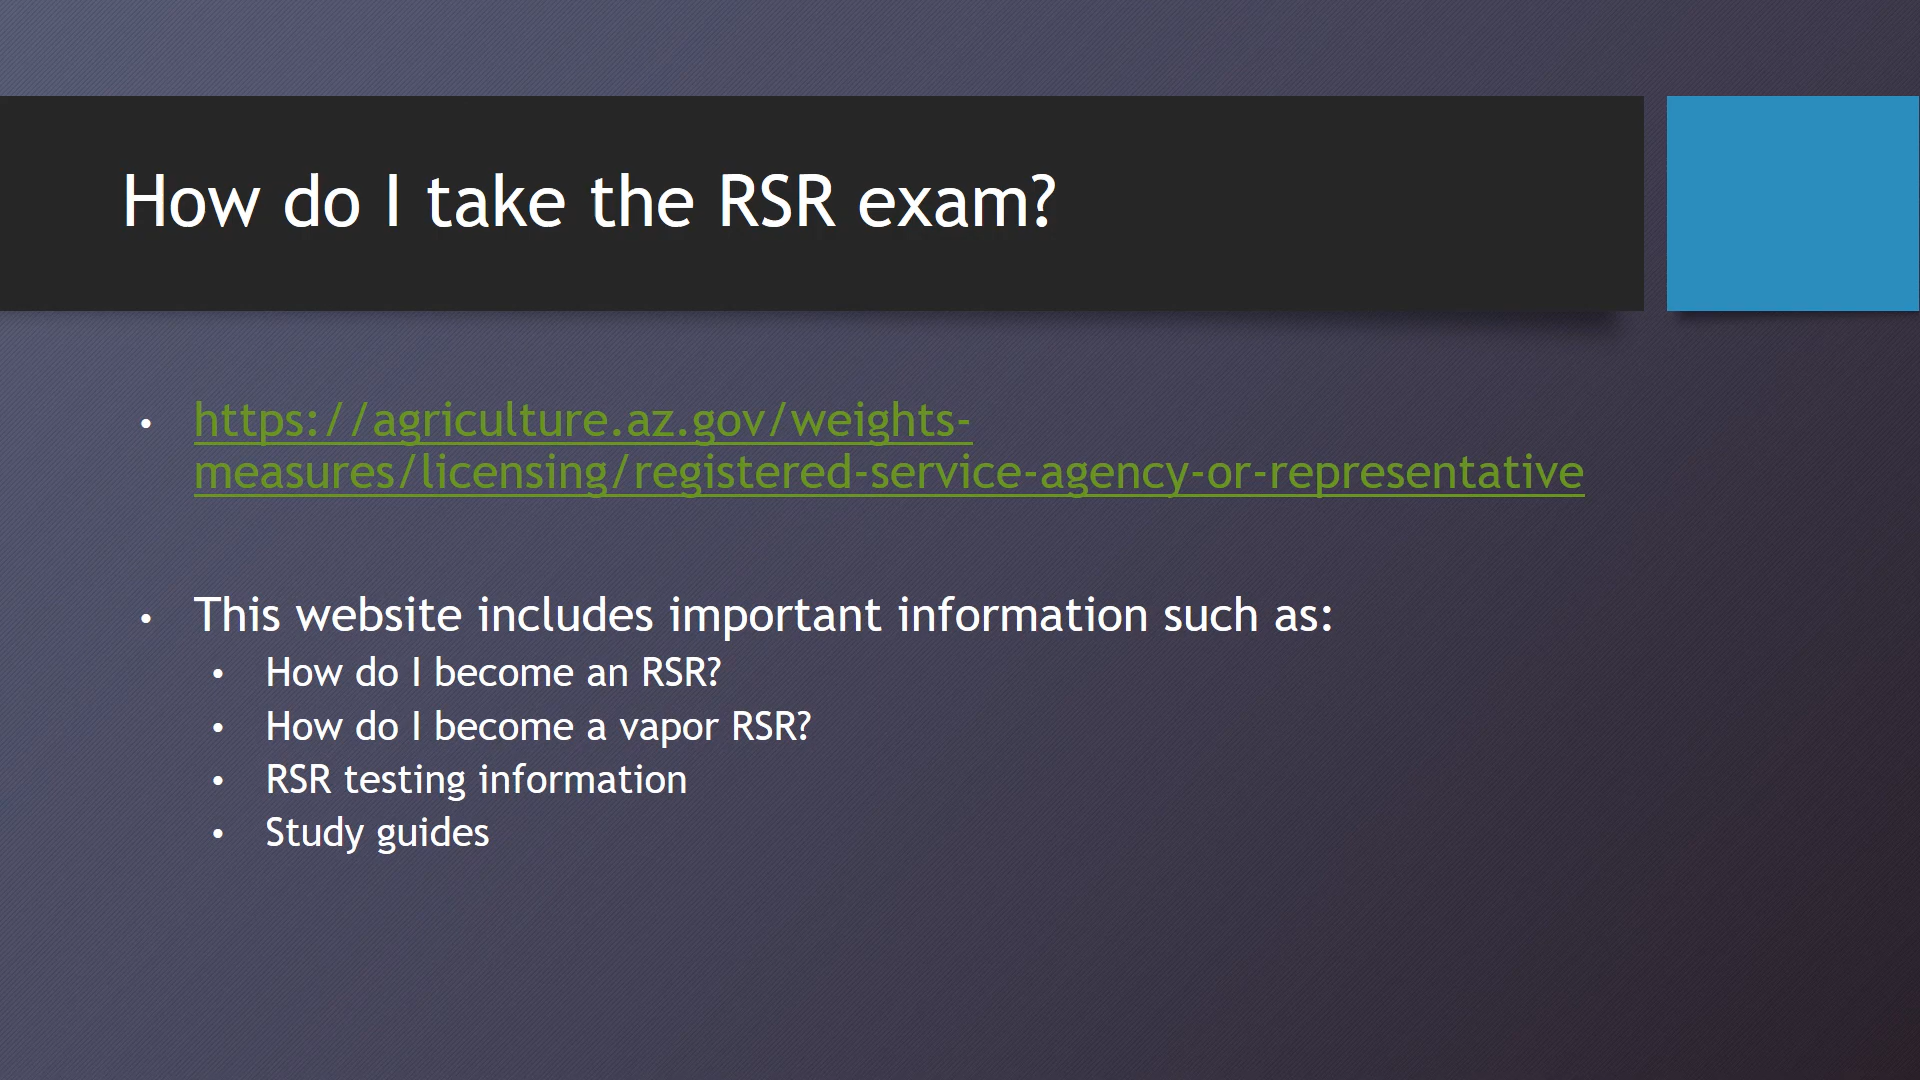 How do I take the RSR exam?
• https://agriculture.az.gov/weights-
measures/licensing/registered-service-agency-or-representative
• This website includes important information such as:
• How do I become an RSR?
• How do I become a vapor RSR?
• RSR testing information
• Study guides